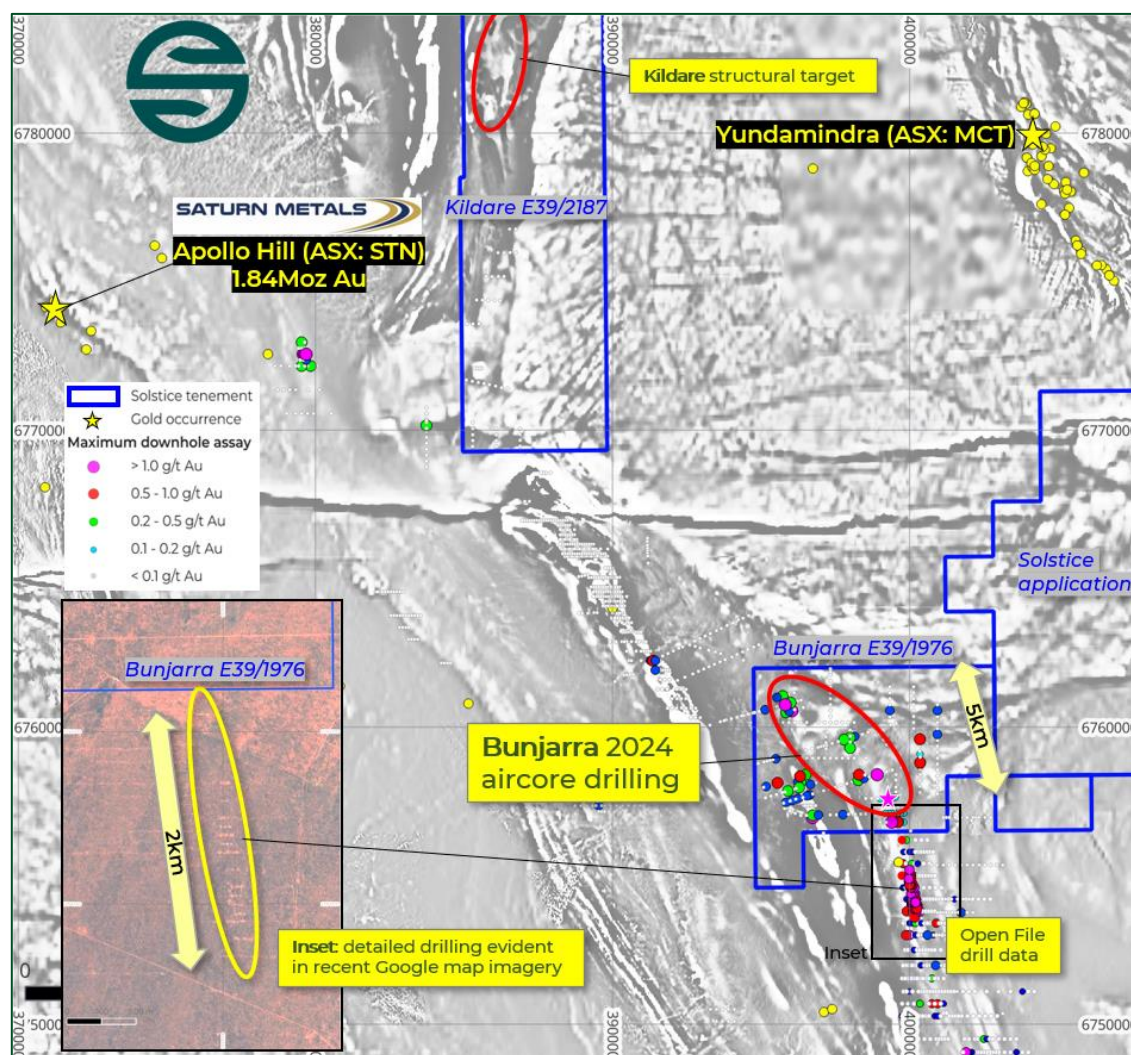 370000
380000
390000
400000
Kildare structural target
6780000
Yundamindra (ASX: MCT)
6780000
SATURN METALS
Kildare E39/2187
Apollo Hill (ASX: STN)
1.84Moz Au
Solstice tenement
Gold occurrence
Maximum downhole assay
> 1.0 g/t Au
0.5 - 1.0 g/t Au
0.2 - 0.5 g/t Au
0.1 - 0.2 g/t Au
< 0.1 g/t Au
6770000
6770000
Solstice
application
Bunjarra E39/1976
Bunjarra E39/1976
5km
6760000
6760000
Bunjarra 2024
aircore drilling
2km
Inset: detailed drilling evident
in recent Google map imagery
Inset
Open File
drill data
0
6750000
370000
390000
400000